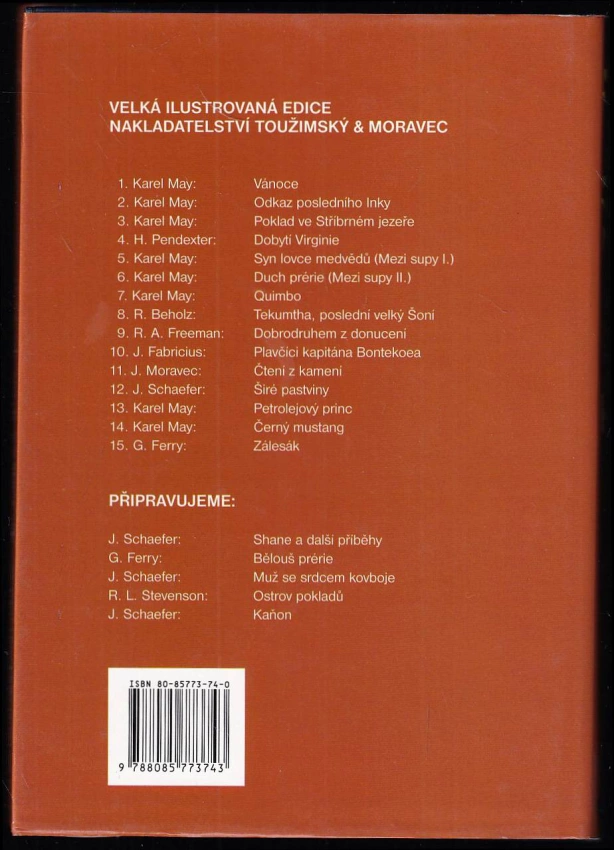 VELKÁ ILUSTROVANÁ EDICE
NAKLADATELSTVÍ TOUŽIMSKÝ & MORAVEC
1. Karel May: Vánoce
2. Karel May: Odkaz posledního Inky
3. Karel May: Poklad ve Stříbrném jezeře
4. H. Pendexter: Dobytí Virginie
5. Karel May: Syn lovce medvědů (Mezi supy I.)
6. Karel May: Duch prérie (Mezi supy II.)
7. Karel May: Quimbo
8. R. Beholz: Tekumtha, poslední velký Šoní
9. R. A. Freeman: Dobrodruhem z donucení
10. J. Fabricius: Plavčíci kapitána Bontekoea
11. J. Moravec: Čtení z kamení
12. J. Schaefer: Širé pastviny
13. Karel May: Petrolejový princ
14. Karel May: Černý mustang
15. G. Ferry: Zálesák
PŘIPRAVUJEME:
J. Schaefer: Shane a další příběhy
G. Ferry: Bělouš prérie
J. Schaefer: Muž se srdcem kovboje
R. L. Stevenson: Ostrov pokladů
J. Schaefer: Kaňon
ISBN 80-85773-74-0
9 788085 773743